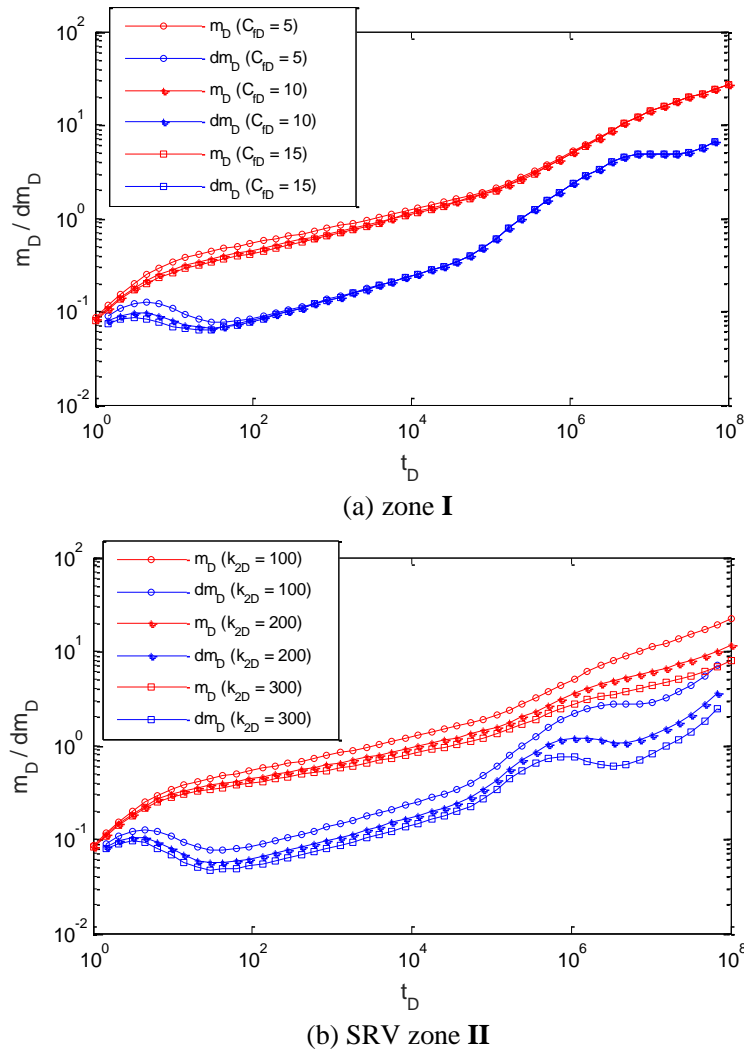 10^2
10^1
10^0
10^-1
10^-2
m_D / dm_D
m_D (C_fD = 5)
dm_D (C_fD = 5)
m_D (C_fD = 10)
dm_D (C_fD = 10)
m_D (C_fD = 15)
dm_D (C_fD = 15)
10^0 10^2 10^4 10^6 10^8
t_D
(a) zone I
10^2
10^1
10^0
10^-1
10^-2
m_D / dm_D
m_D (k_2D = 100)
dm_D (k_2D = 100)
m_D (k_2D = 200)
dm_D (k_2D = 200)
m_D (k_2D = 300)
dm_D (k_2D = 300)
10^0 10^2 10^4 10^6 10^8
t_D
(b) SRV zone II